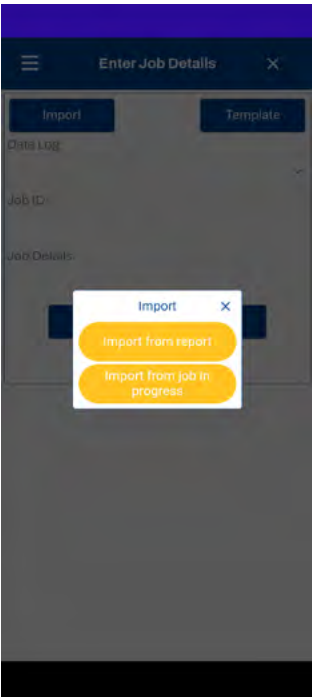 Enter Job Details
Import
Template
Data Log:
Job ID:
Job Details:
Import
Import from report
Import from job in
progress